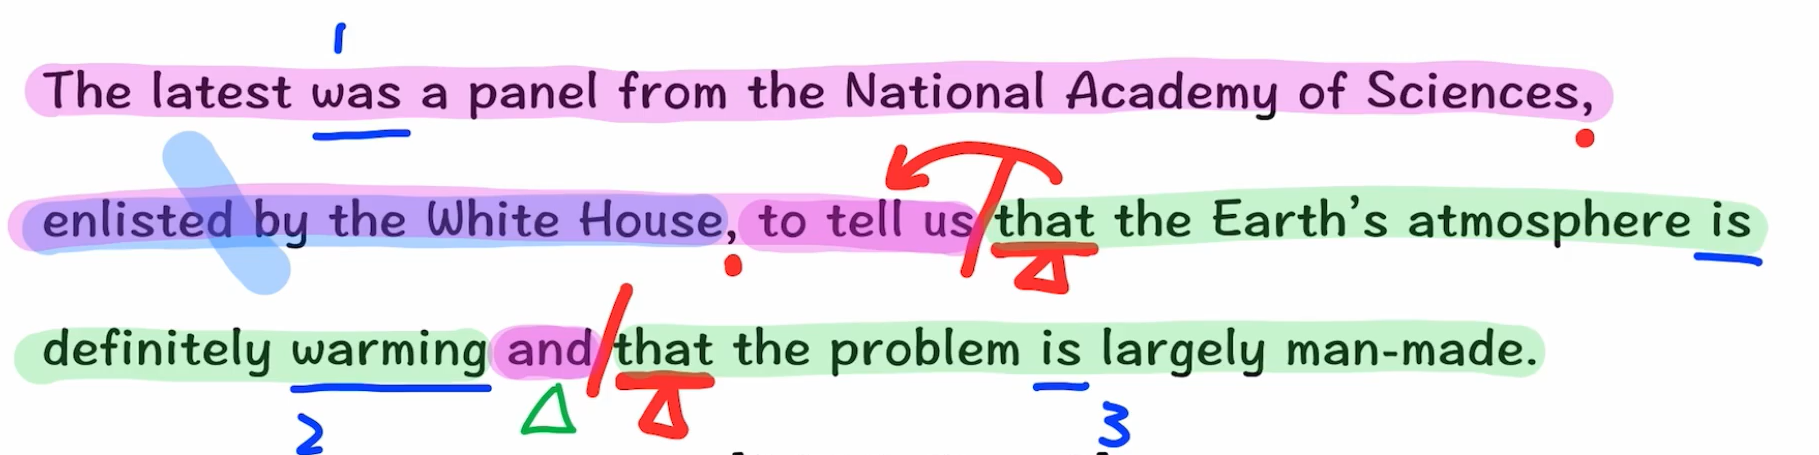 1
The latest was a panel from the National Academy of Sciences,
enlisted by the White House, to tell us that the Earth's atmosphere is
definitely warming and that the problem is largely man-made.
2 3